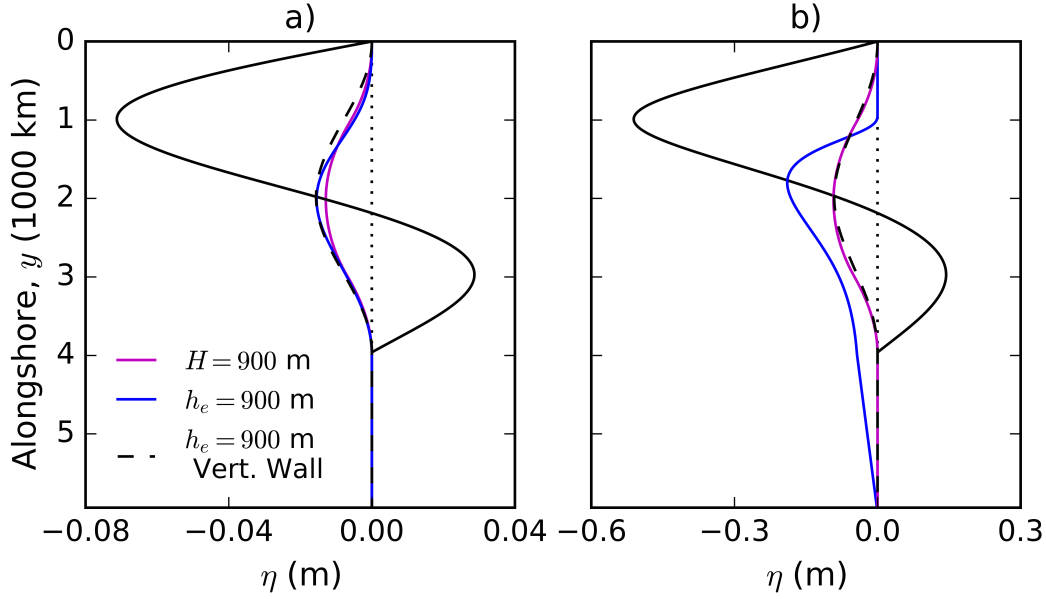 a)
b)
0
1
2
3
4
5
Alongshore, y (1000 km)
H = 900 m
h_e = 900 m
h_e = 900 m
Vert. Wall
−0.08
−0.04
0.00
0.04
−0.6
−0.3
0.0
0.3
η (m)
η (m)